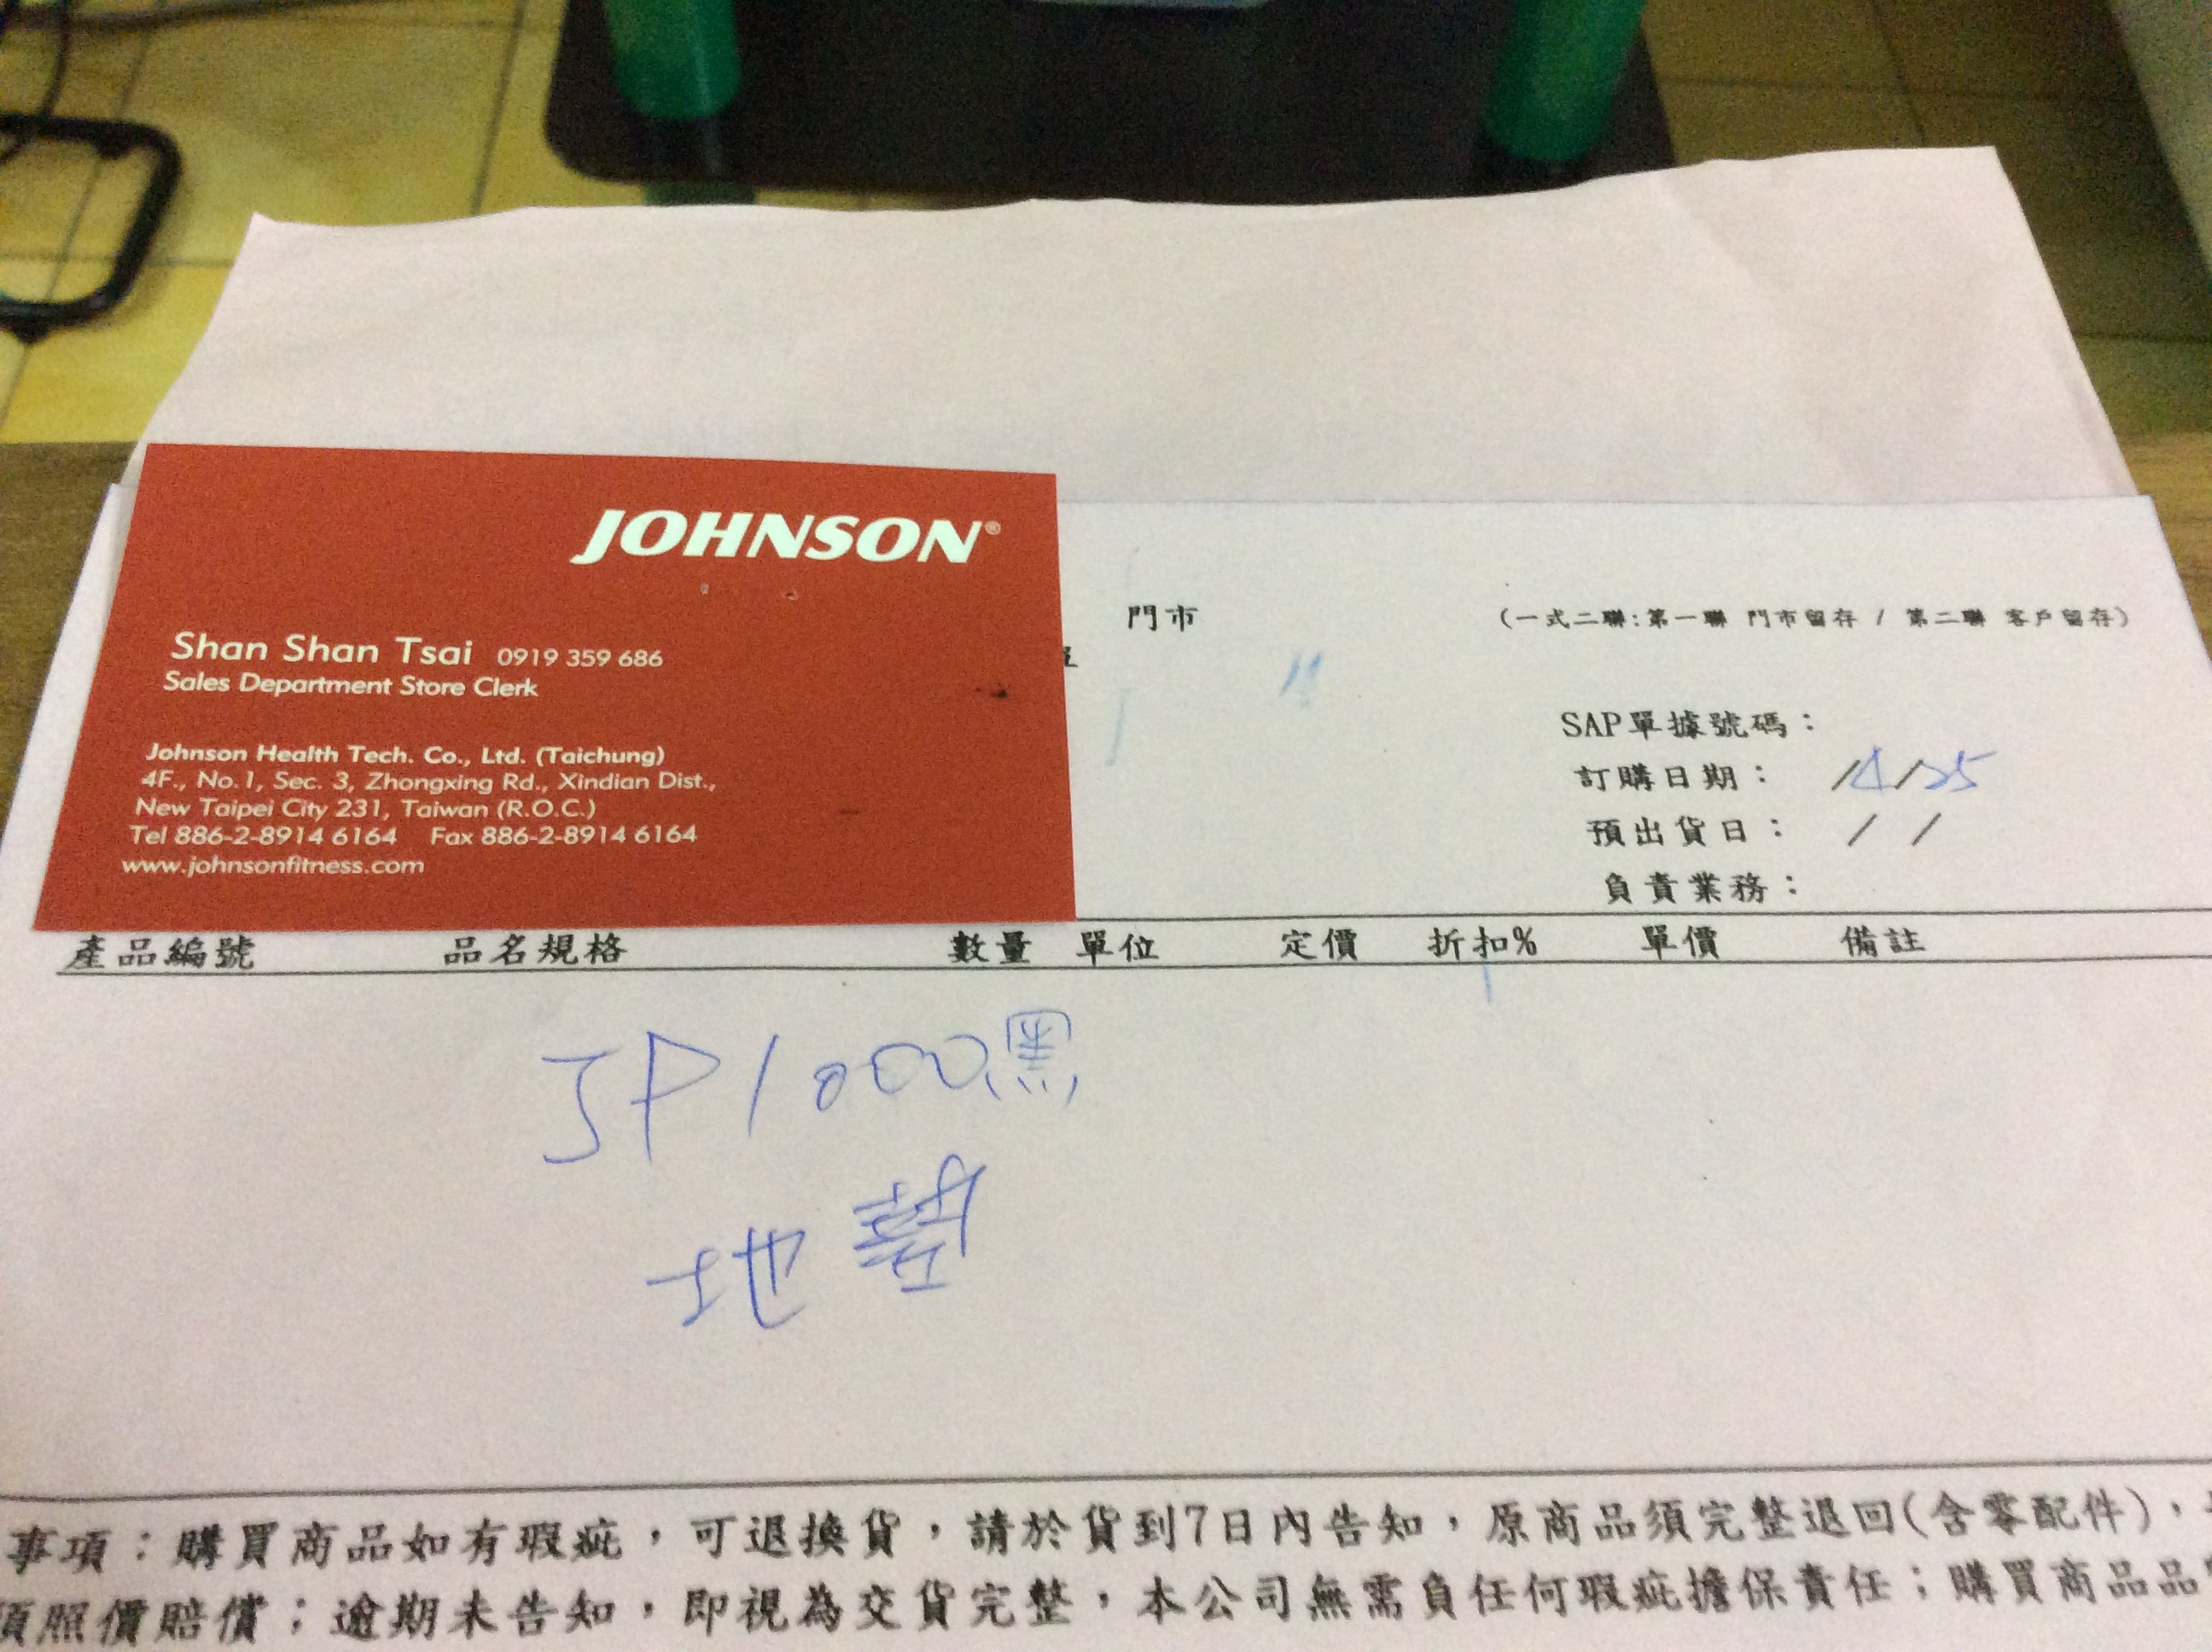 JOHNSON®
Shan Shan Tsai 0919 359 686
Sales Department Store Clerk
Johnson Health Tech. Co., Ltd. (Taichung)
4F., No. 1, Sec. 3, Zhongxing Rd., Xindian Dist.,
New Taipei City 231, Taiwan (R.O.C.)
Tel 886-2-8914 6164 Fax 886-2-8914 6164
www.johnsonfitness.com
門市
(一式二聯:第一聯 門市留存 / 第二聯 客戶留存)
SAP單據號碼：
訂購日期： /4/25
預出貨日： / /
負責業務：
產品編號 品名規格 數量 單位 定價 折扣% 單價 備註
JP1000黑
事項：購買商品如有瑕疵，可退換貨，請於貨到7日內告知，原商品須完整退回(含零配件)，
須照價賠償；逾期未告知，即視為交貨完整，本公司無需負任何瑕疵擔保責任；購買商品品